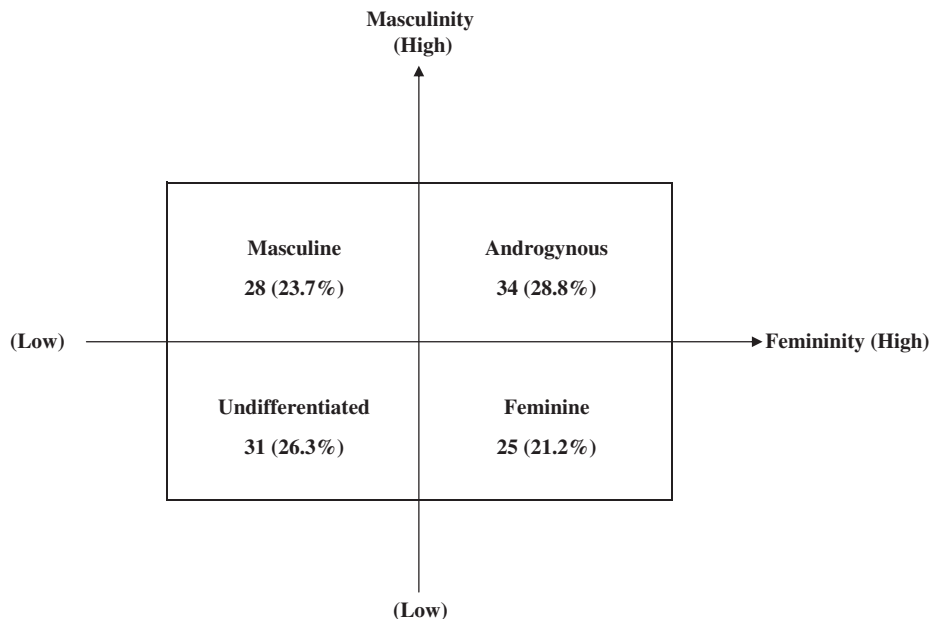 Masculinity
(High)
Masculine
Androgynous
28 (23.7%)
34 (28.8%)
(Low)
Femininity (High)
Undifferentiated
Feminine
31 (26.3%)
25 (21.2%)
(Low)